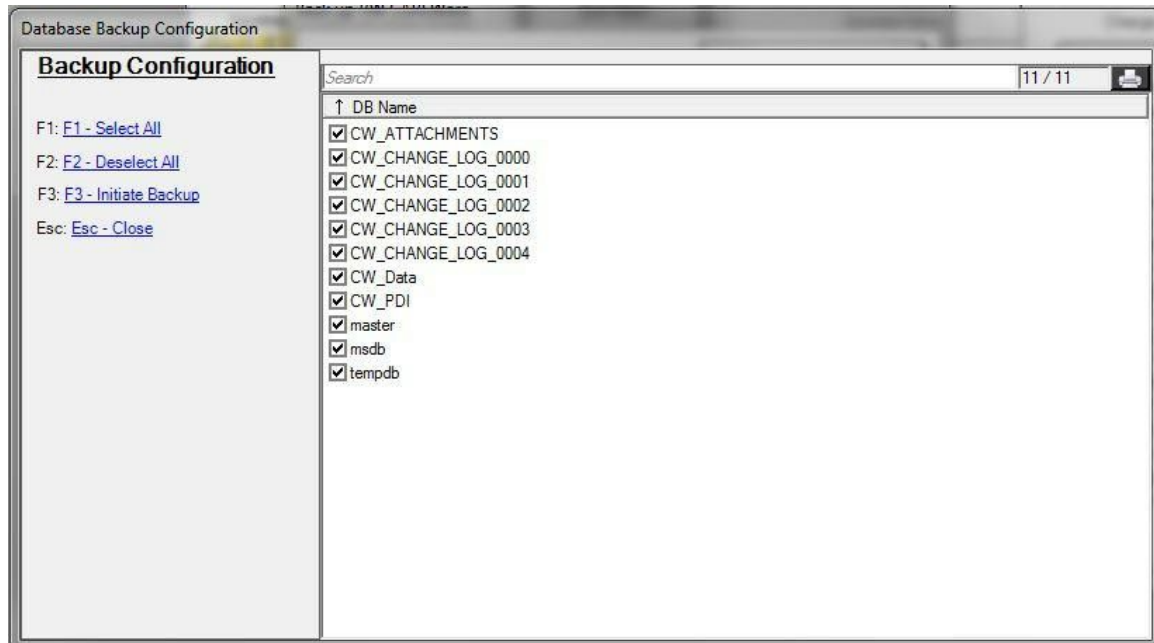 Database Backup Configuration
Backup Configuration
F1: F1 - Select All
F2: F2 - Deselect All
F3: F3 - Initiate Backup
Esc: Esc - Close
Search
11 / 11
↑ DB Name
CW_ATTACHMENTS
CW_CHANGE_LOG_0000
CW_CHANGE_LOG_0001
CW_CHANGE_LOG_0002
CW_CHANGE_LOG_0003
CW_CHANGE_LOG_0004
CW_Data
CW_PDI
master
msdb
tempdb